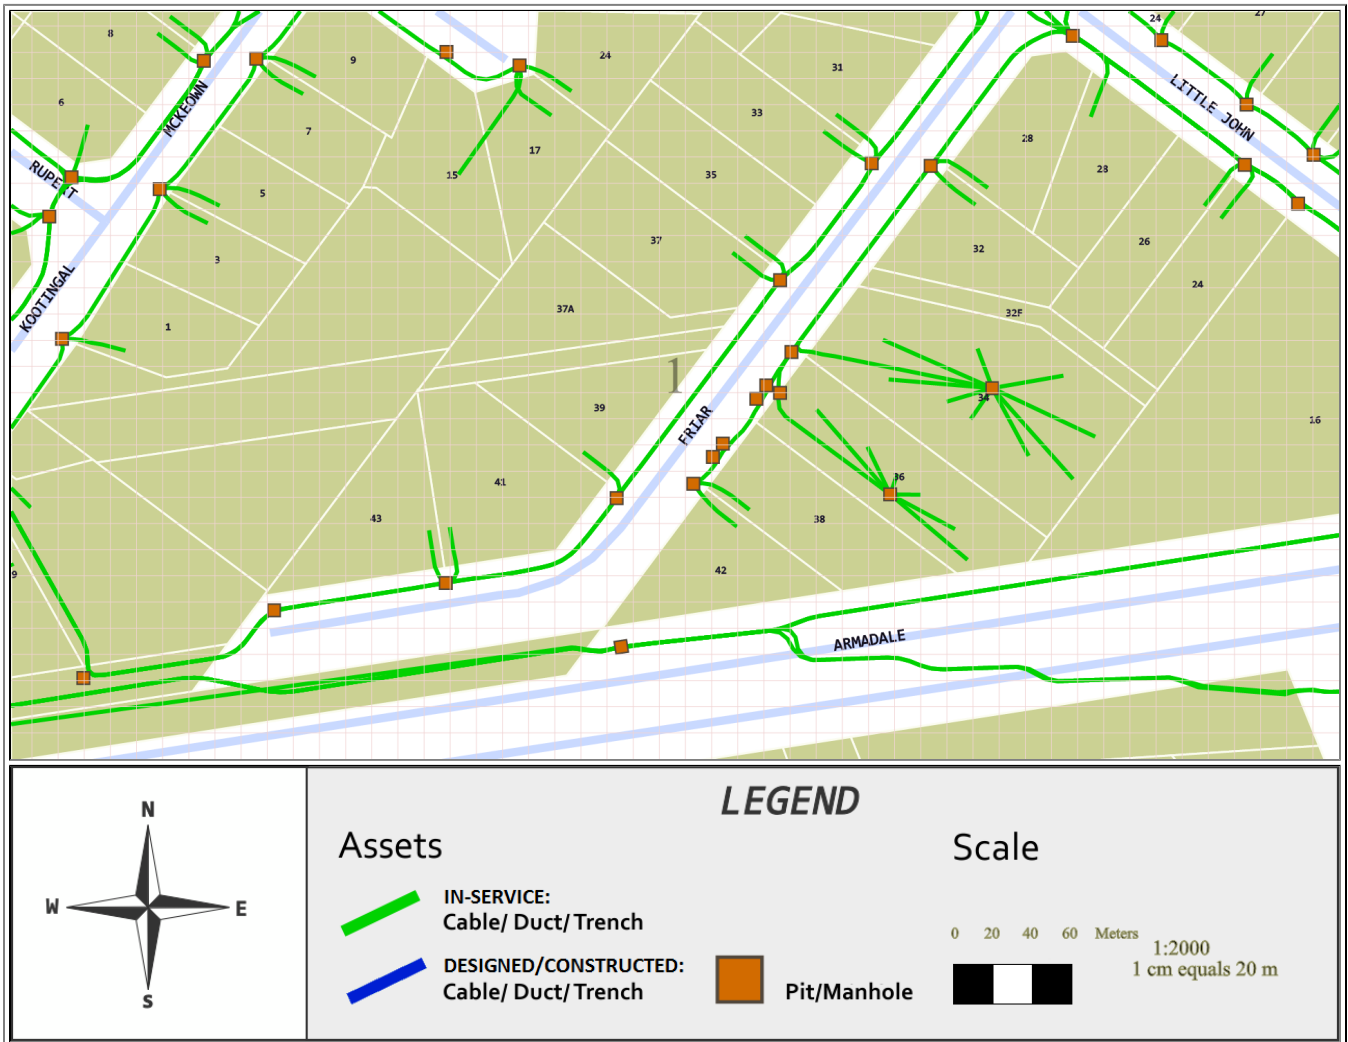 24
27
8
24
9
31
6
MCKEOWN
LITTLE JOHN
33
7
28
17
28
RUPERT
15
35
5
37
26
3
32
24
KOOTINGAL
37A
32F
1
1
34
39
FRIAR
16
41
36
43
38
9
42
ARMADALE
LEGEND
N
W
E
S
Assets
IN-SERVICE:
Cable/ Duct/ Trench
DESIGNED/CONSTRUCTED:
Cable/ Duct/ Trench
Pit/Manhole
Scale
0 20 40 60 Meters
1:2000
1 cm equals 20 m